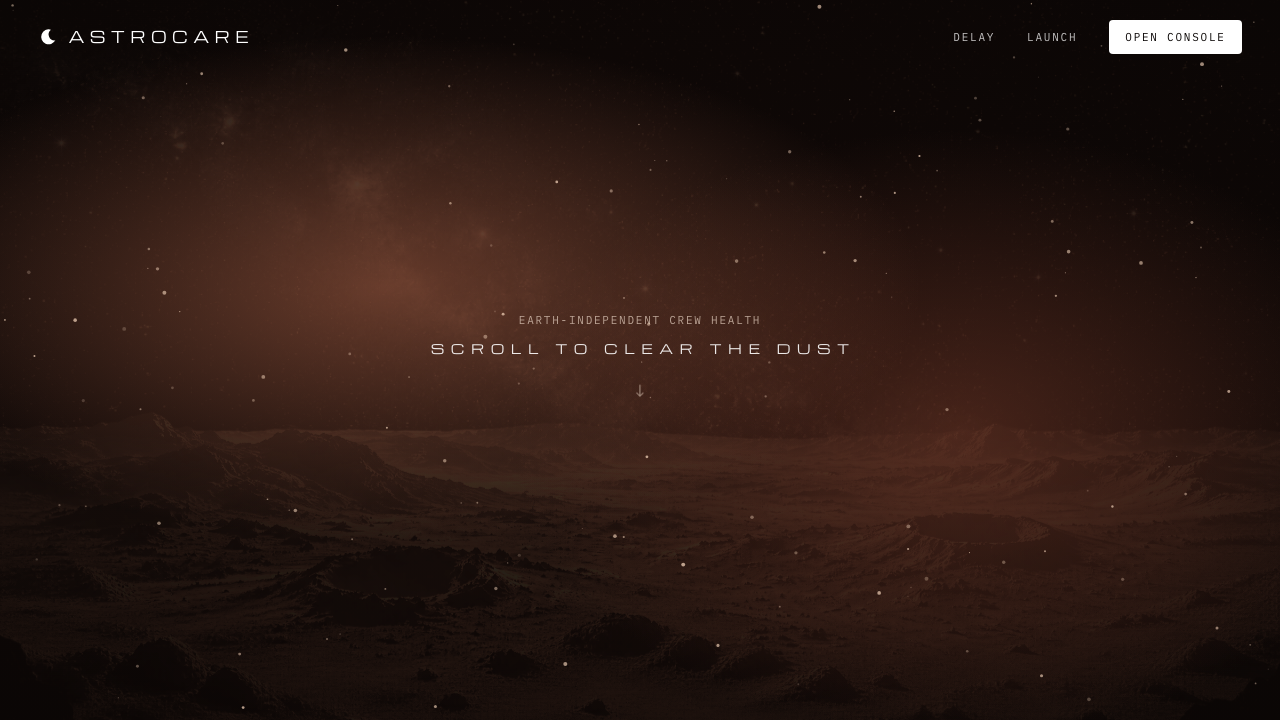 ASTROCARE
DELAY
LAUNCH
OPEN CONSOLE
EARTH-INDEPENDENT CREW HEALTH
SCROLL TO CLEAR THE DUST
↓